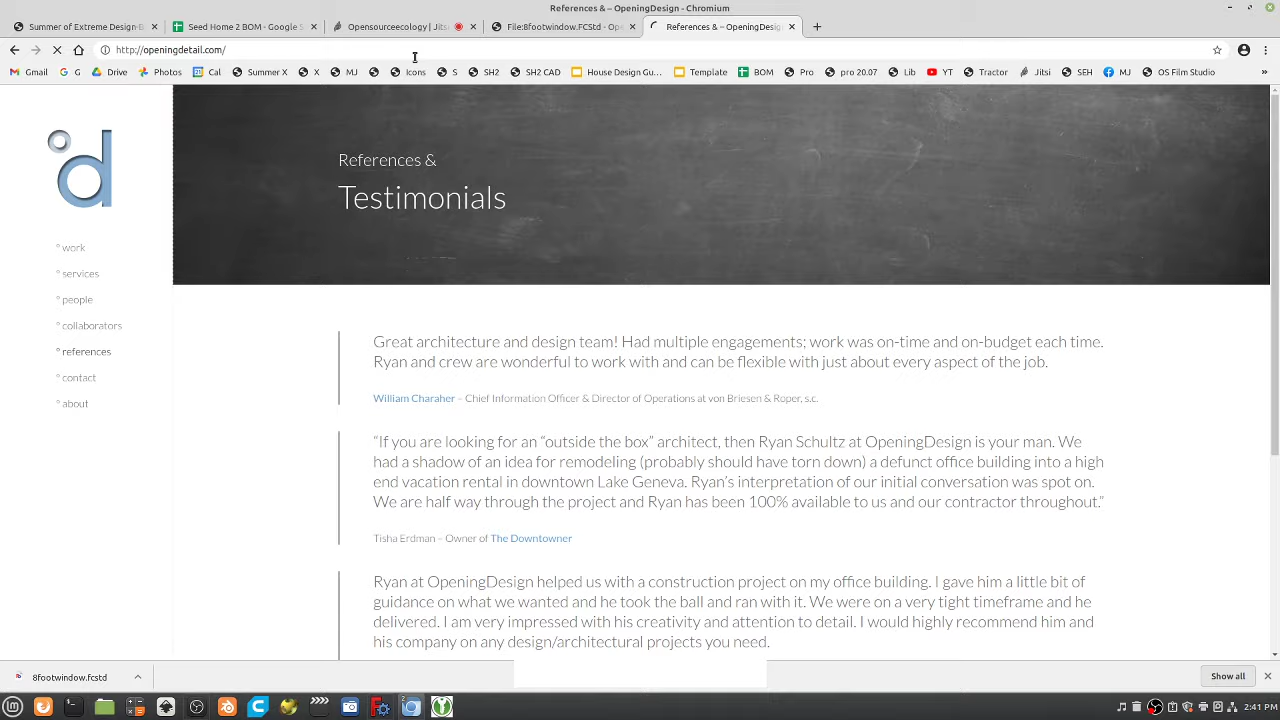 References & – OpeningDesign - Chromium
Summer of Extreme Design-B
Seed Home 2 BOM - Google S
Opensourceecology | Jits
File:8footwindow.FCStd - Op
References & – OpeningDesig
http://openingdetail.com/
Gmail
G
Drive
Photos
Cal
Summer X
X
MJ
Icons
S
SH2
SH2 CAD
House Design Gu...
Template
BOM
Pro
pro 20.07
Lib
YT
Tractor
Jitsi
SEH
MJ
OS Film Studio
»
°d
° work
° services
° people
° collaborators
° references
° contact
° about
References &
Testimonials
Great architecture and design team! Had multiple engagements; work was on-time and on-budget each time.
Ryan and crew are wonderful to work with and can be flexible with just about every aspect of the job.
William Charaher – Chief Information Officer & Director of Operations at von Briesen & Roper, s.c.
“If you are looking for an “outside the box” architect, then Ryan Schultz at OpeningDesign is your man. We
had a shadow of an idea for remodeling (probably should have torn down) a defunct office building into a high
end vacation rental in downtown Lake Geneva. Ryan’s interpretation of our initial conversation was spot on.
We are half way through the project and Ryan has been 100% available to us and our contractor throughout.”
Tisha Erdman – Owner of The Downtowner
Ryan at OpeningDesign helped us with a construction project on my office building. I gave him a little bit of
guidance on what we wanted and he took the ball and ran with it. We were on a very tight timeframe and he
delivered. I am very impressed with his creativity and attention to detail. I would highly recommend him and
his company on any design/architectural projects you need.
8footwindow.fcstd
Show all
2:41 PM